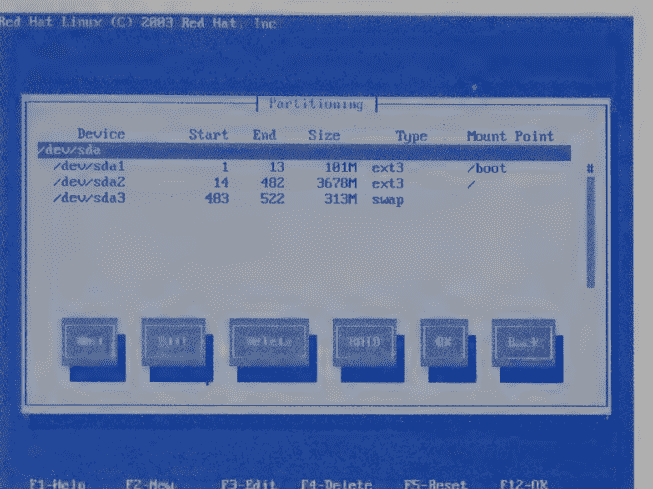 Red Hat Linux (C) 2003 Red Hat, Inc
Partitioning
Device Start End Size Type Mount Point
/dev/sda
/dev/sda1 1 13 101M ext3 /boot #
/dev/sda2 14 482 3678M ext3 /
/dev/sda3 483 522 313M swap
New Edit Delete RAID OK Back
F1-Help F2-New F3-Edit F4-Delete F5-Reset F12-OK